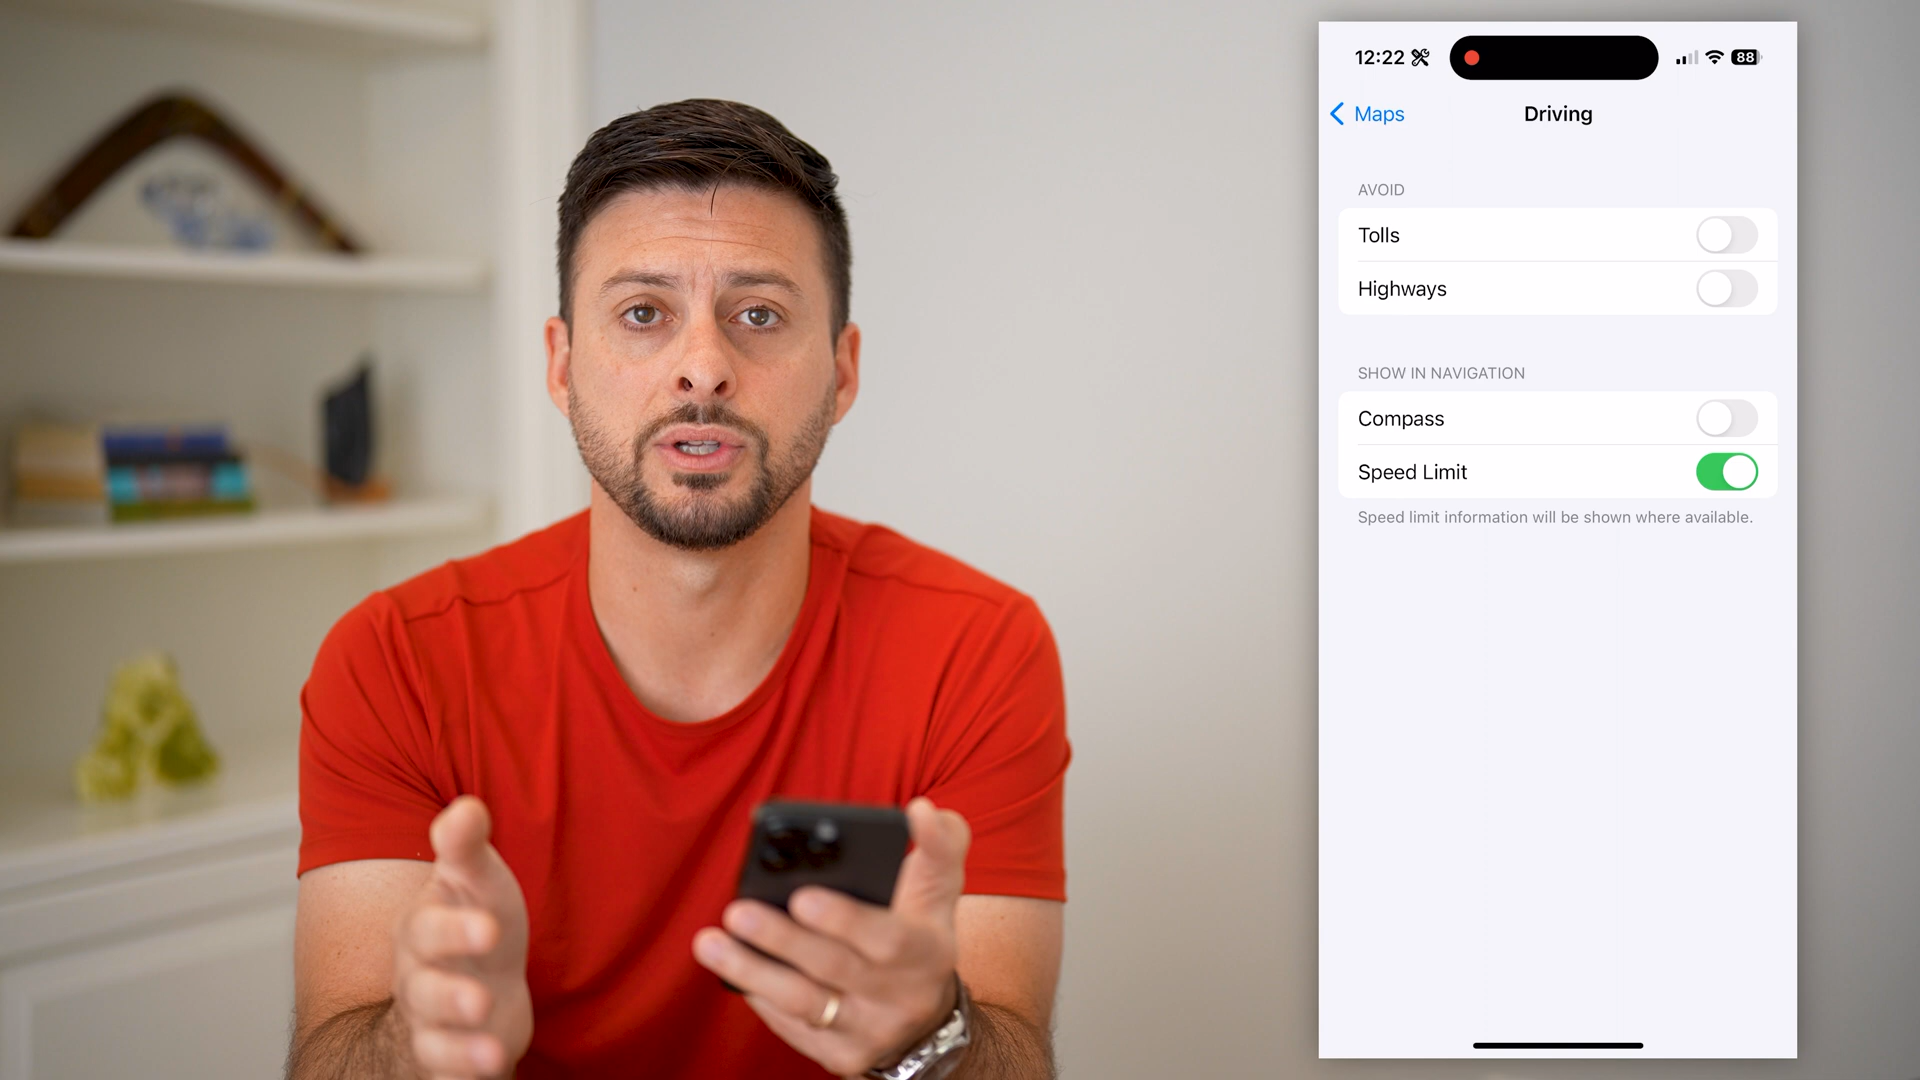 12:22
88
Maps
Driving
AVOID
Tolls
Highways
SHOW IN NAVIGATION
Compass
Speed Limit
Speed limit information will be shown where available.